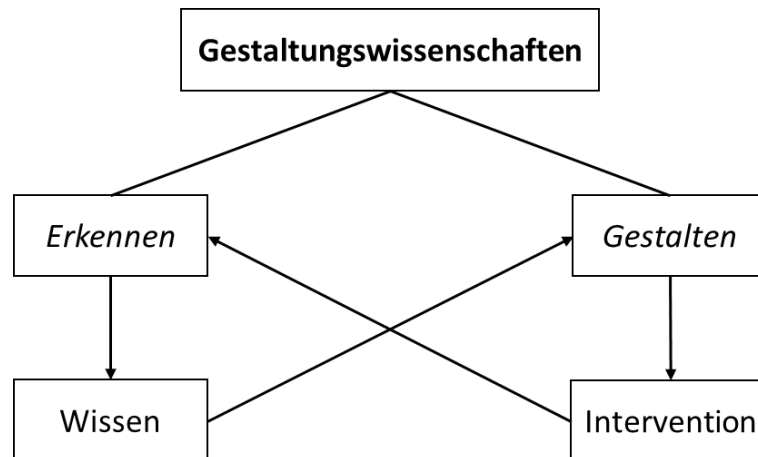 Gestaltungswissenschaften
Erkennen
Gestalten
Wissen
Intervention